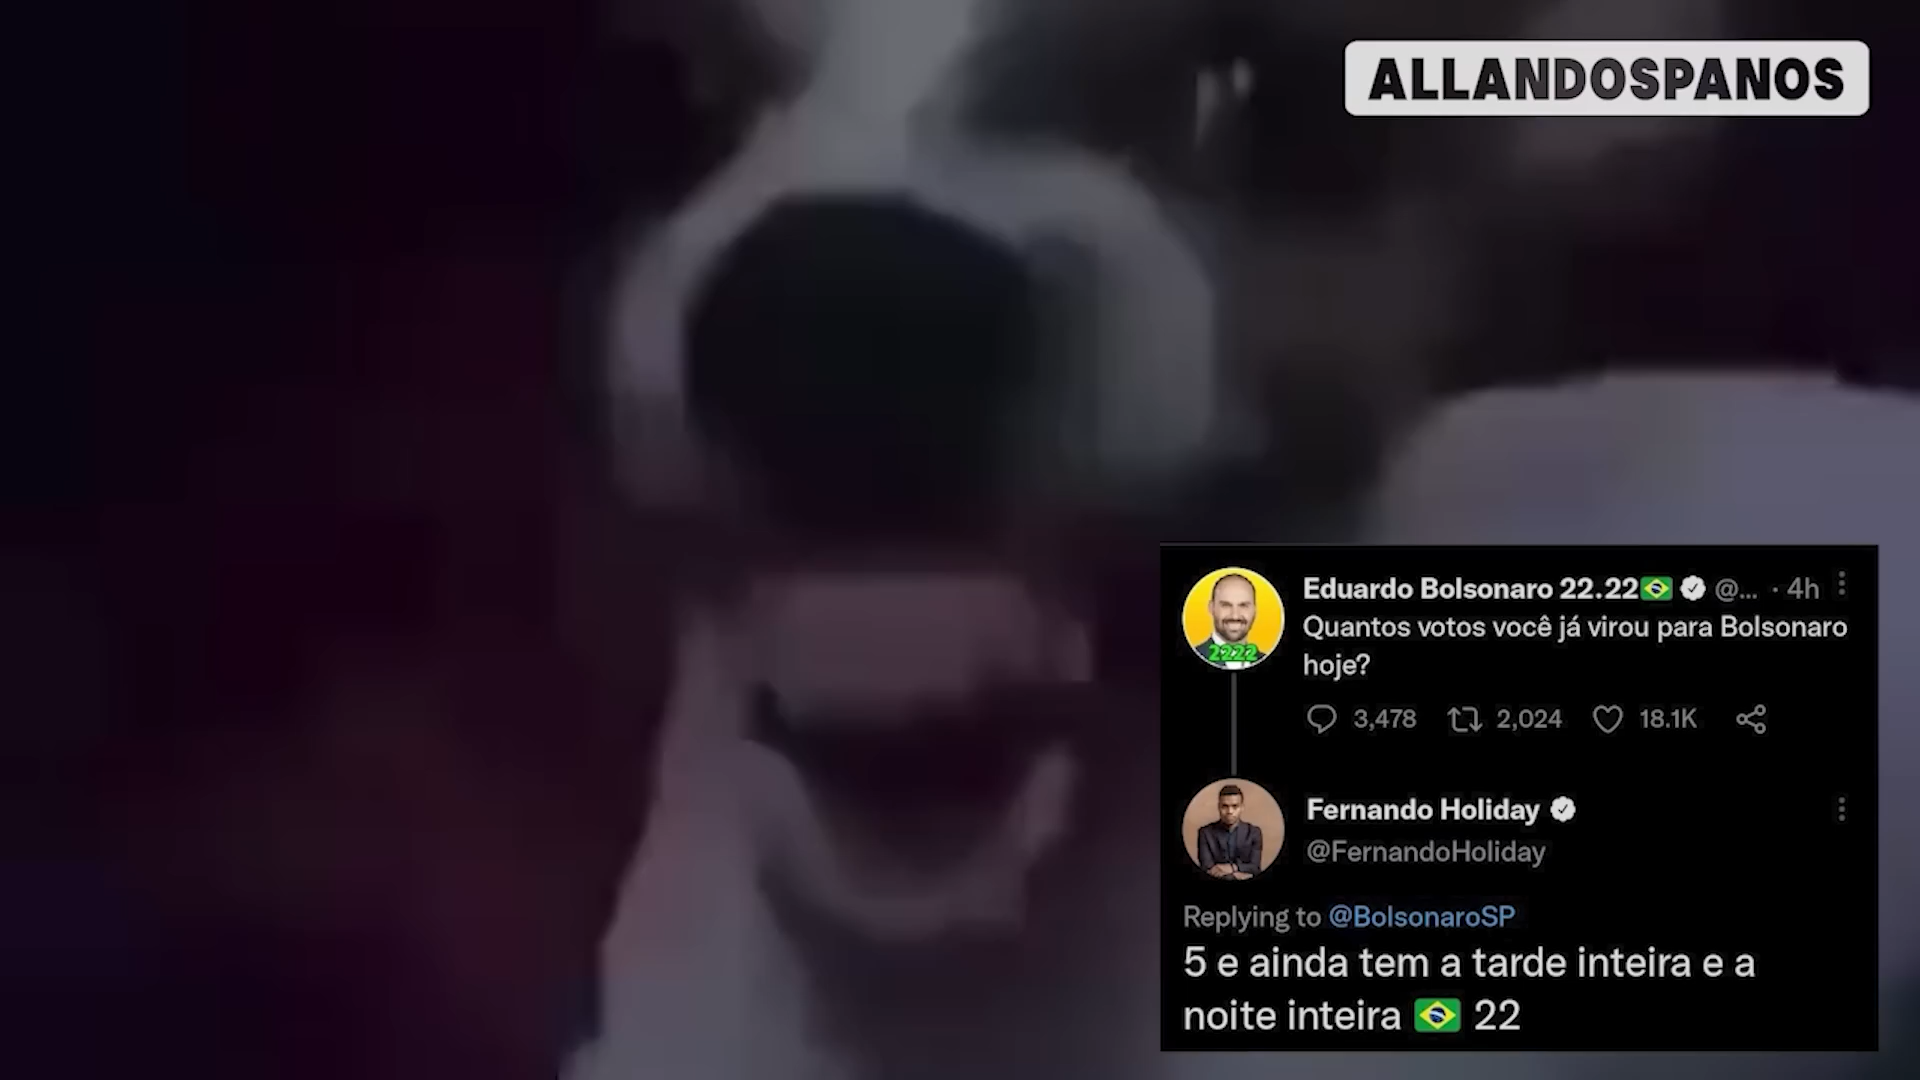 ALLANDOSPANOS
Eduardo Bolsonaro 22.22🇧🇷 @... · 4h
Quantos votos você já virou para Bolsonaro
hoje?
3,478 2,024 18.1K
2222
Fernando Holiday
@FernandoHoliday
Replying to @BolsonaroSP
5 e ainda tem a tarde inteira e a
noite inteira 🇧🇷 22